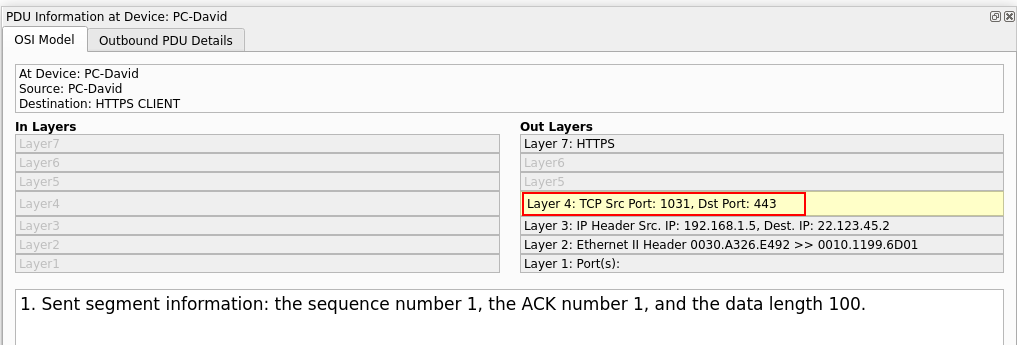 PDU Information at Device: PC-David
OSI Model
Outbound PDU Details
At Device: PC-David
Source: PC-David
Destination: HTTPS CLIENT
In Layers
Layer7
Layer6
Layer5
Layer4
Layer3
Layer2
Layer1
Out Layers
Layer 7: HTTPS
Layer6
Layer5
Layer 4: TCP Src Port: 1031, Dst Port: 443
Layer 3: IP Header Src. IP: 192.168.1.5, Dest. IP: 22.123.45.2
Layer 2: Ethernet II Header 0030.A326.E492 >> 0010.1199.6D01
Layer 1: Port(s):
1. Sent segment information: the sequence number 1, the ACK number 1, and the data length 100.